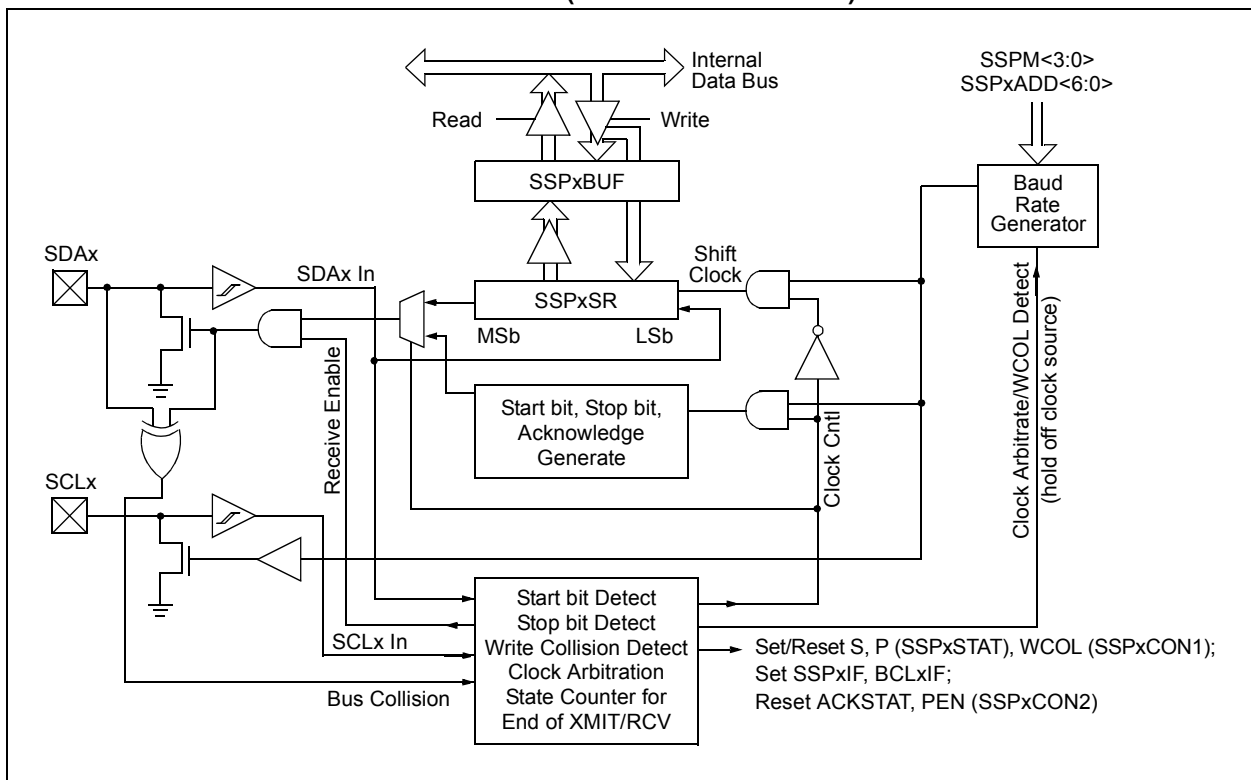 Internal
Data Bus
SSPM<3:0>
SSPxADD<6:0>
Read
Write
SSPxBUF
Baud
Rate
Generator
SDAx
SDAx In
Shift
Clock
SSPxSR
MSb
LSb
Receive Enable
Start bit, Stop bit,
Acknowledge
Generate
Clock Cntl
Clock Arbitrate/WCOL Detect
(hold off clock source)
SCLx
SCLx In
Bus Collision
Start bit Detect
Stop bit Detect
Write Collision Detect
Clock Arbitration
State Counter for
End of XMIT/RCV
Set/Reset S, P (SSPxSTAT), WCOL (SSPxCON1);
Set SSPxIF, BCLxIF;
Reset ACKSTAT, PEN (SSPxCON2)